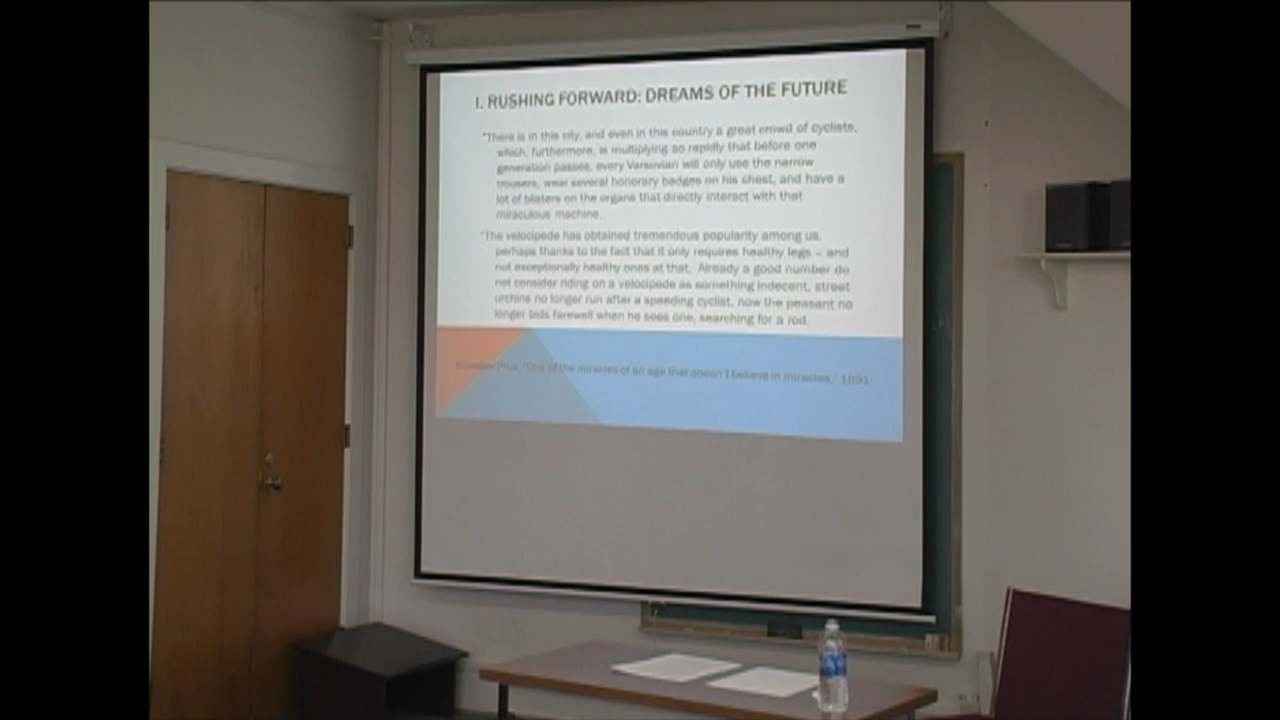 I. RUSHING FORWARD: DREAMS OF THE FUTURE
"There is in this city, and even in this country a great crowd of cyclists,
which, furthermore, is multiplying so rapidly that before one
generation passes, every Varsovian will only use the narrow
trousers, wear several honorary badges on his chest, and have a
lot of blisters on the organs that directly interact with that
miraculous machine.
"The velocipede has obtained tremendous popularity among us,
perhaps thanks to the fact that it only requires healthy legs – and
not exceptionally healthy ones at that. Already a good number do
not consider riding on a velocipede as something indecent, street
urchins no longer run after a speeding cyclist, now the peasant no
longer bids farewell when he sees one, searching for a rod.
Prus, "One of the miracles of an age that doesn't believe in miracles," 1891